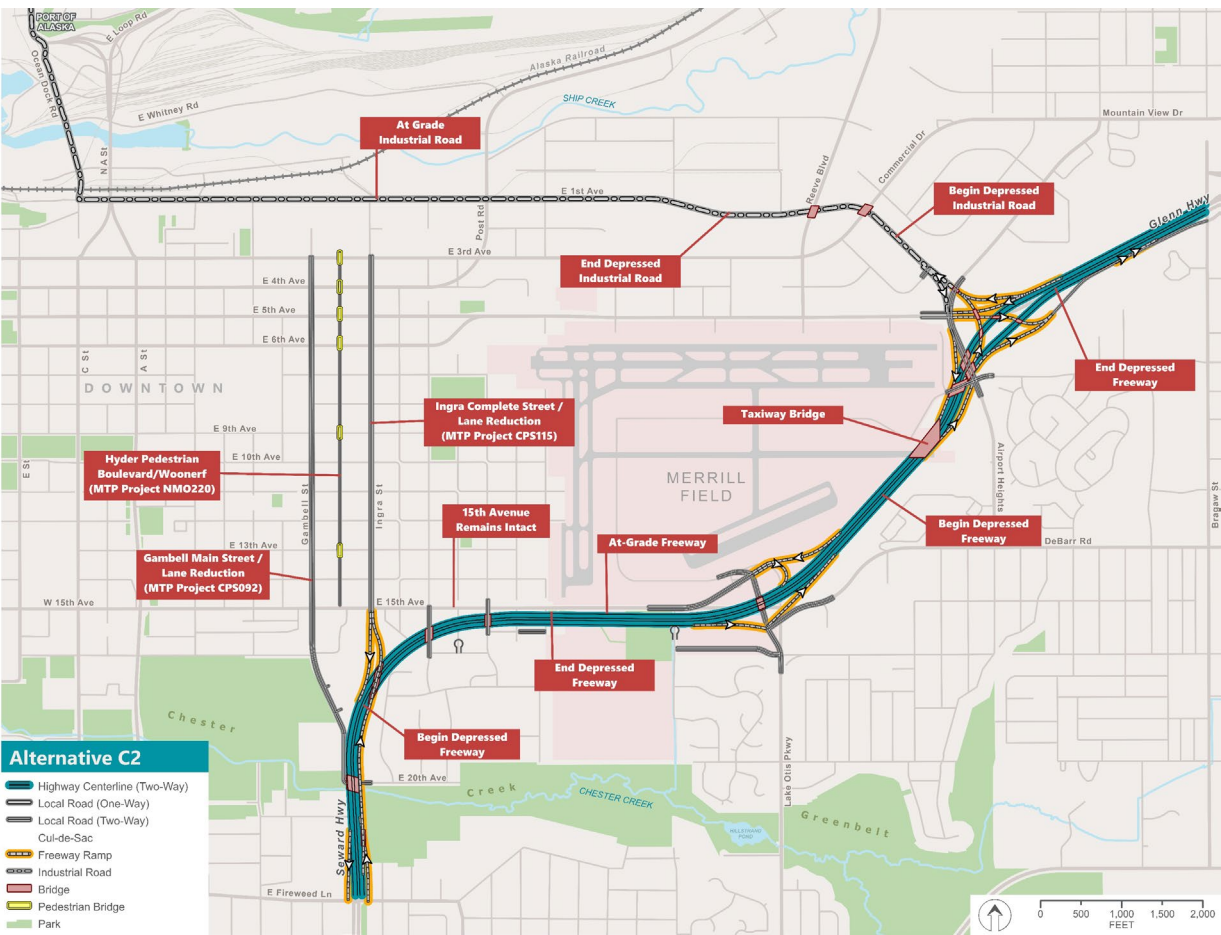 PORT OF
ALASKA
E Loop Rd
Ocean Dock Rd
Alaska Railroad
E Whitney Rd
SHIP CREEK
N A St
Mountain View Dr
At Grade
Industrial Road
Commercial Dr
Reeve Blvd
E 1st Ave
Begin Depressed
Industrial Road
Glenn Hwy
Post Rd
E 3rd Ave
End Depressed
Industrial Road
E 4th Ave
E 5th Ave
E 6th Ave
C St
A St
DOWNTOWN
End Depressed
Freeway
Ingra Complete Street /
Lane Reduction
(MTP Project CPS115)
Taxiway Bridge
E 9th Ave
E 10th Ave
E St
Hyder Pedestrian
Boulevard/Woonerf
(MTP Project NMO220)
Gambell St
Ingra St
MERRILL
FIELD
Airport Heights
Bragaw St
15th Avenue
Remains Intact
Begin Depressed
Freeway
At-Grade Freeway
DeBarr Rd
E 13th Ave
Gambell Main Street /
Lane Reduction
(MTP Project CPS092)
W 15th Ave
E 15th Ave
End Depressed
Freeway
Chester
Begin Depressed
Freeway
E 20th Ave
Creek
CHESTER CREEK
Lake Otis Pkwy
Greenbelt
HILLSTRAND
POND
Seward Hwy
E Fireweed Ln
Alternative C2
Highway Centerline (Two-Way)
Local Road (One-Way)
Local Road (Two-Way)
Cul-de-Sac
Freeway Ramp
Industrial Road
Bridge
Pedestrian Bridge
Park
0 500 1,000 1,500 2,000
FEET